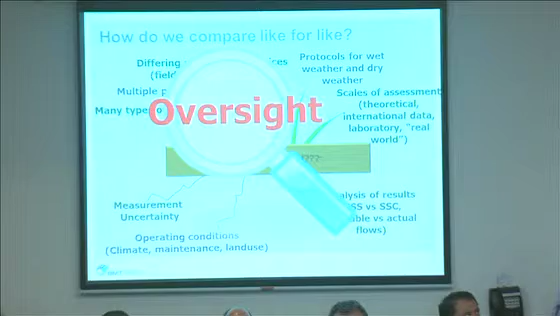 How do we compare like for like?
Differing
ices
(field
Protocols for wet
weather and dry
weather
Multiple p
Many type
Oversight
Scales of assessment
(theoretical,
international data,
laboratory, "real
world")
????
Measurement
Uncertainty
alysis of results
SS vs SSC,
able vs actual
flows)
Operating conditions
(Climate, maintenance, landuse)